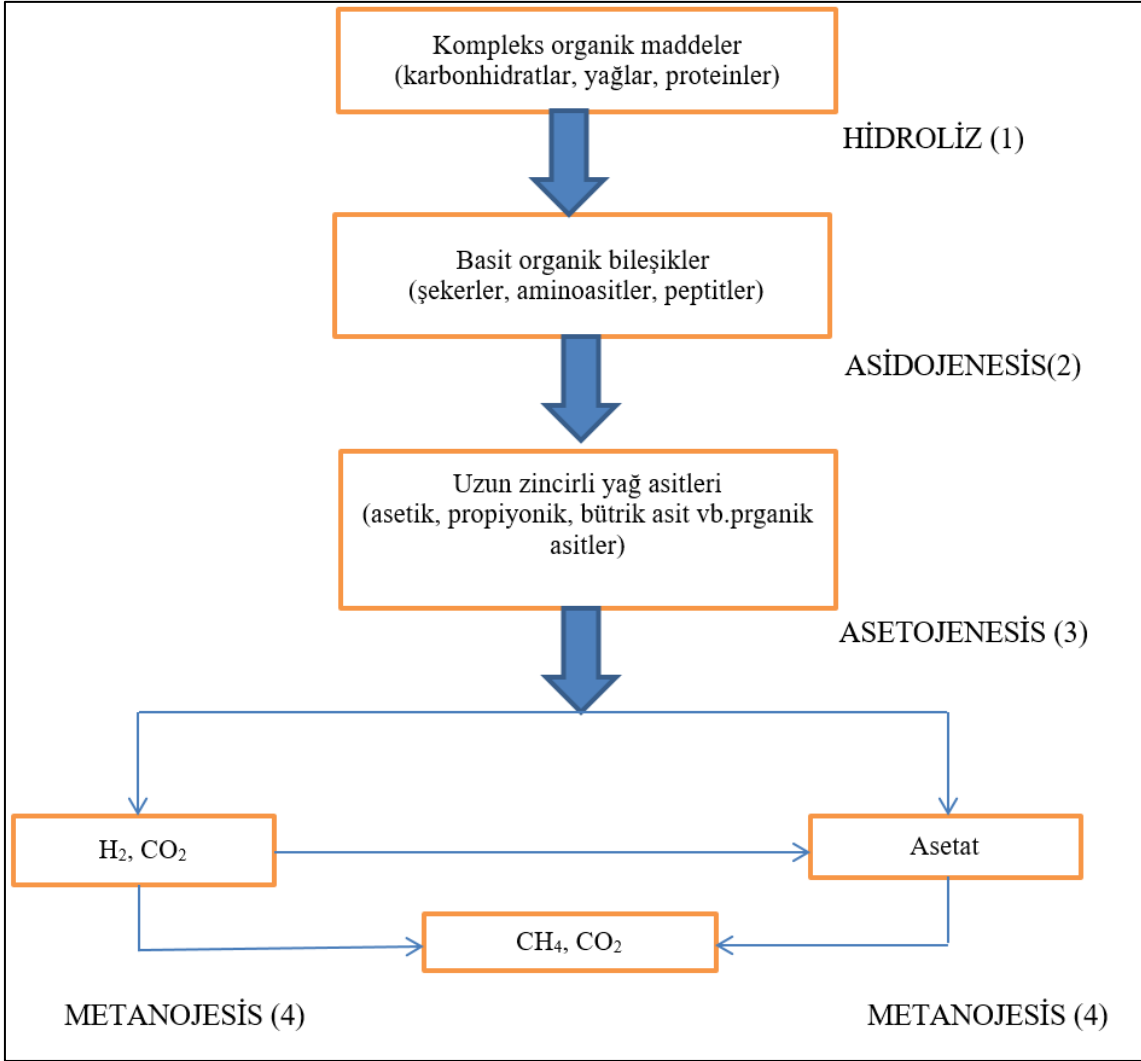 Kompleks organik maddeler
(karbonhidratlar, yağlar, proteinler)
HİDROLİZ (1)
Basit organik bileşikler
(şekerler, aminoasitler, peptitler)
ASİDOJENESİS(2)
Uzun zincirli yağ asitleri
(asetik, propiyonik, bütrik asit vb.prganik
asitler)
ASETOJENESİS (3)
H₂, CO₂
Asetat
CH₄, CO₂
METANOJESİS (4)
METANOJESİS (4)